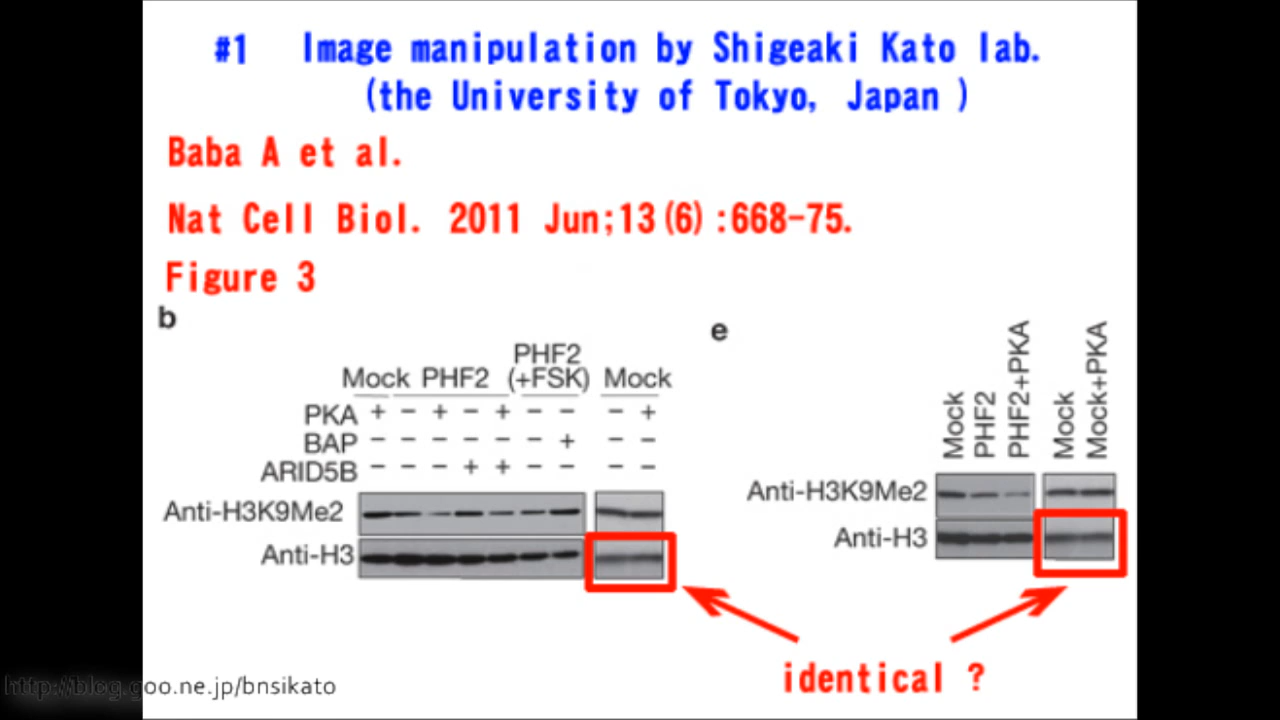 #1 Image manipulation by Shigeaki Kato lab.
(the University of Tokyo, Japan )
Baba A et al.
Nat Cell Biol. 2011 Jun;13(6):668-75.
Figure 3
b
PHF2
Mock PHF2 (+FSK) Mock
PKA + − + − + − − − +
BAP − − − − − − + − −
ARID5B − − − + + − − − −
Anti-H3K9Me2
Anti-H3
e
Mock PHF2 PHF2+PKA Mock Mock+PKA
Anti-H3K9Me2
Anti-H3
identical ?
http://blog.goo.ne.jp/bnsikato